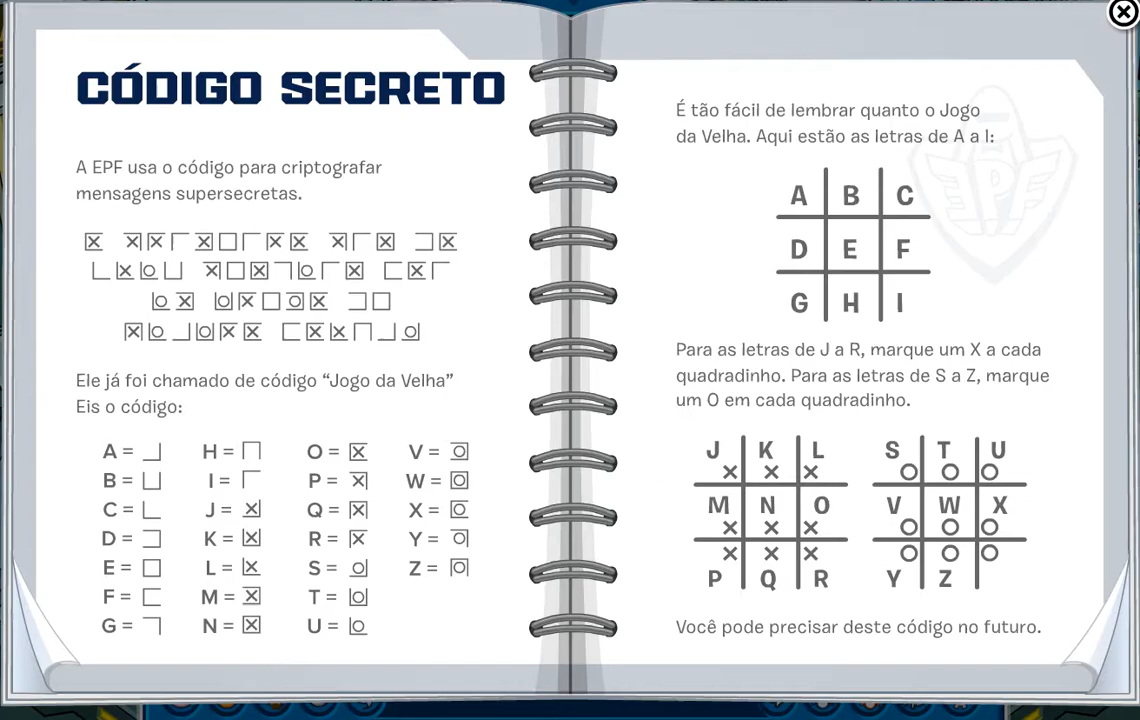 CÓDIGO SECRETO
A EPF usa o código para criptografar
mensagens supersecretas.
Ele já foi chamado de código “Jogo da Velha”
Eis o código:
A = H = O = V =
B = I = P = W =
C = J = Q = X =
D = K = R = Y =
E = L = S = Z =
F = M = T =
G = N = U =
É tão fácil de lembrar quanto o Jogo
da Velha. Aqui estão as letras de A a I:
A B C
D E F
G H I
Para as letras de J a R, marque um X a cada
quadradinho. Para as letras de S a Z, marque
um O em cada quadradinho.
J K L
× × ×
M N O
× × ×
× × ×
P Q R
S T U
O O O
V W X
O O O
O O O
Y Z
Você pode precisar deste código no futuro.